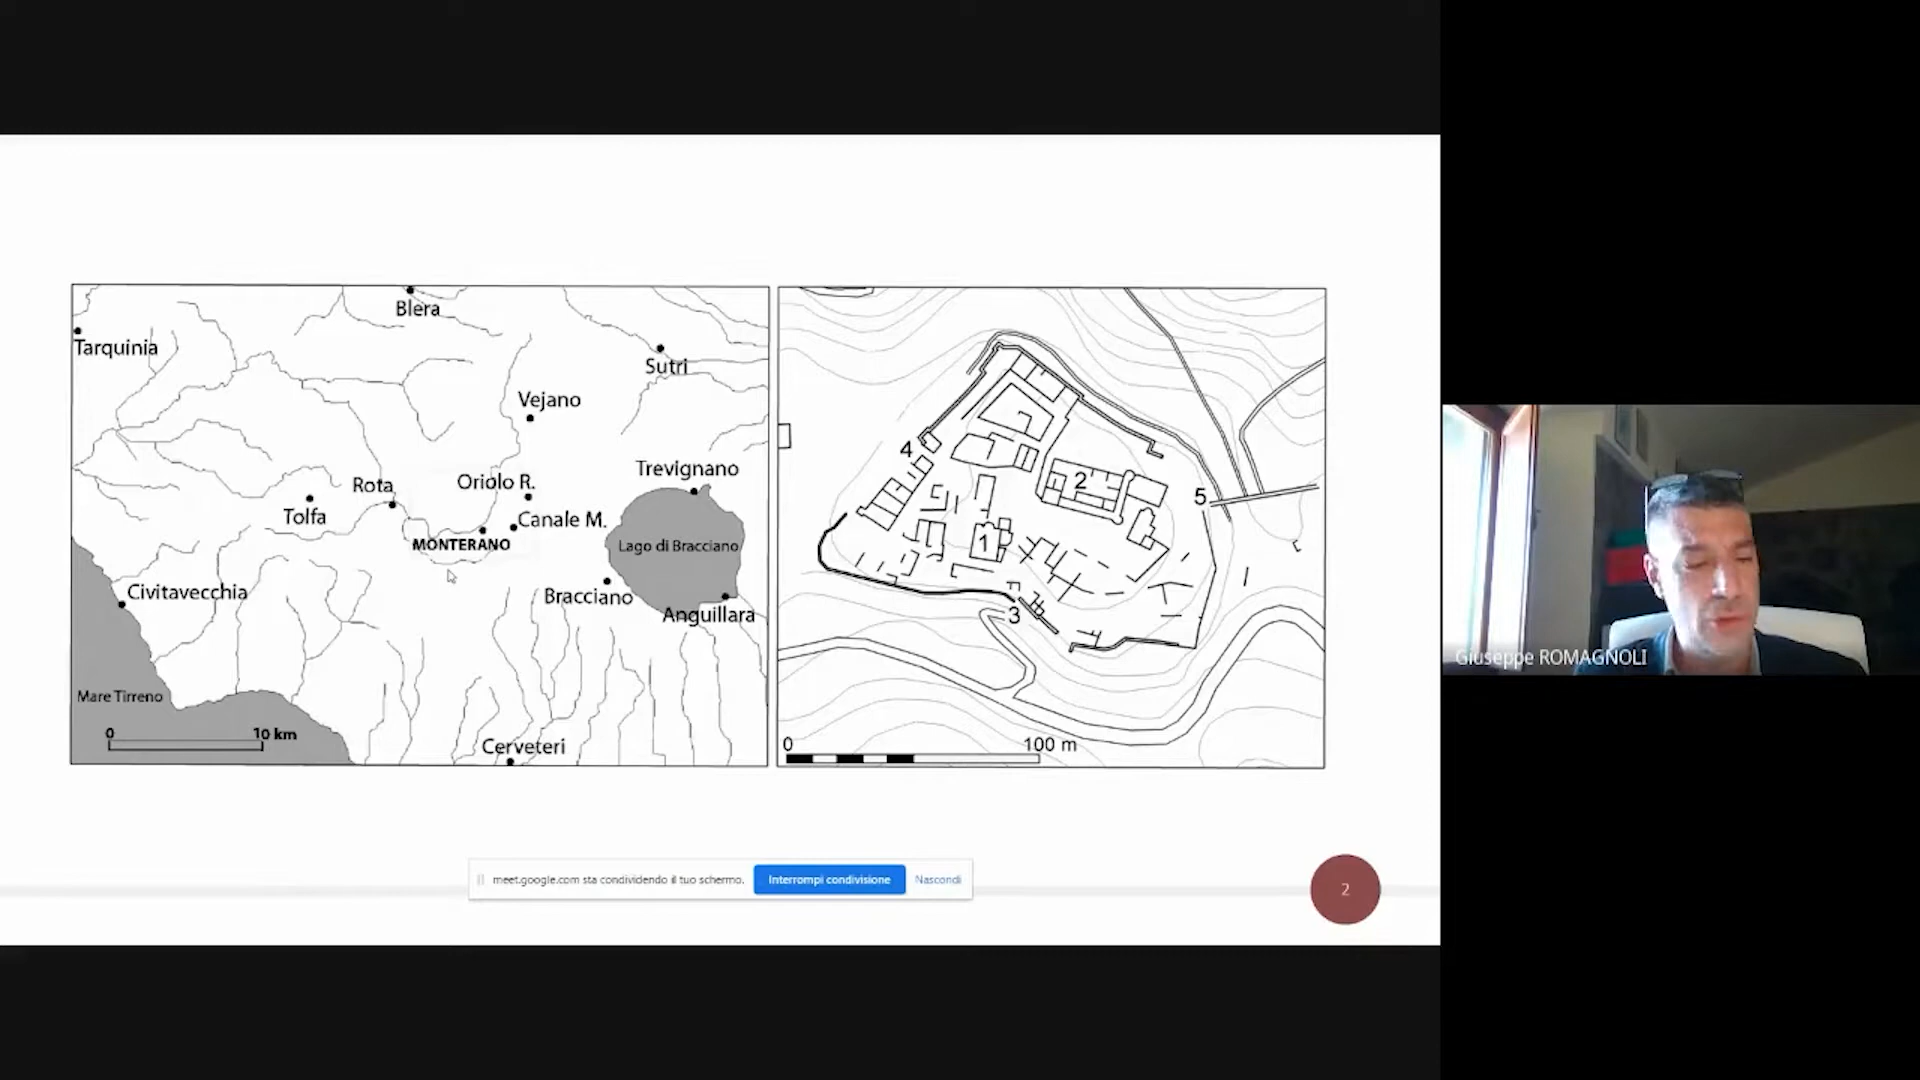 Blera
Tarquinia
Sutri
Vejano
Trevignano
Rota
Oriolo R.
Tolfa
Canale M.
MONTERANO
Lago di Bracciano
Civitavecchia
Bracciano
Anguillara
Mare Tirreno
0 10 km
Cerveteri
4
2
5
1
3
0 100 m
Giuseppe ROMAGNOLI
meet.google.com sta condividendo il tuo schermo. Interrompi condivisione Nascondi
2